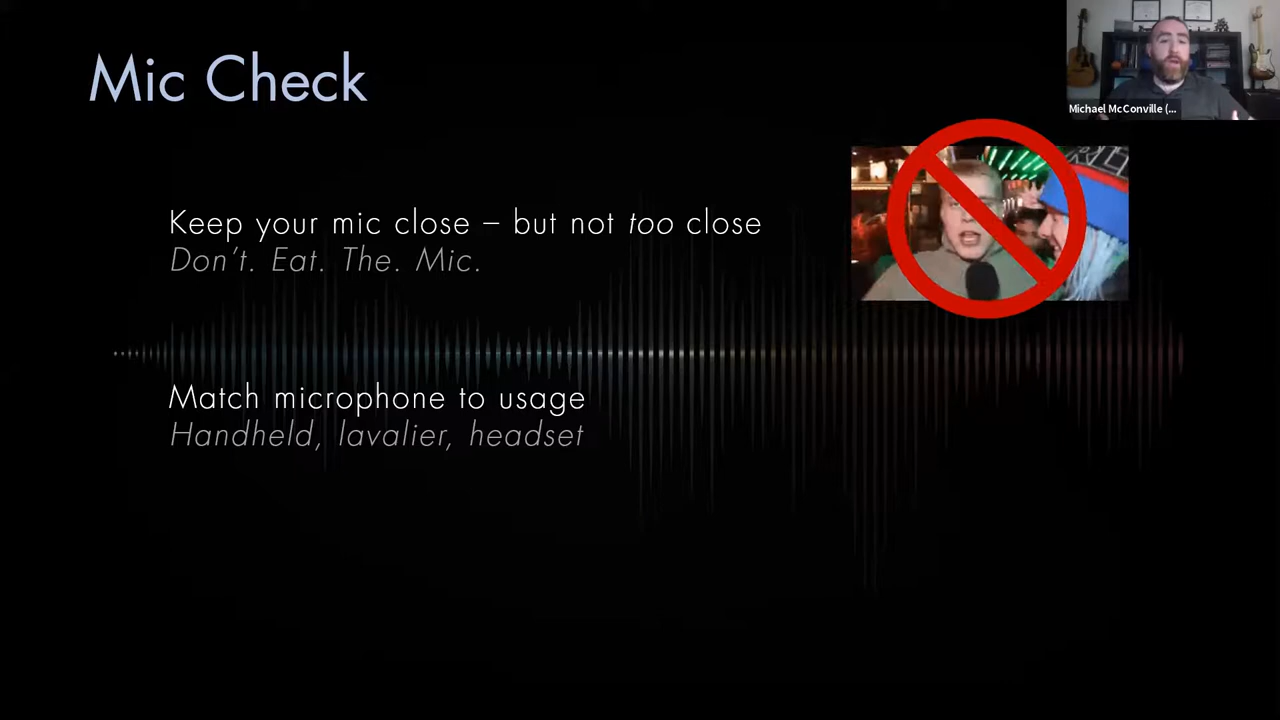 Mic Check
Michael McConville (...
Keep your mic close – but not too close
Don't. Eat. The. Mic.
Match microphone to usage
Handheld, lavalier, headset